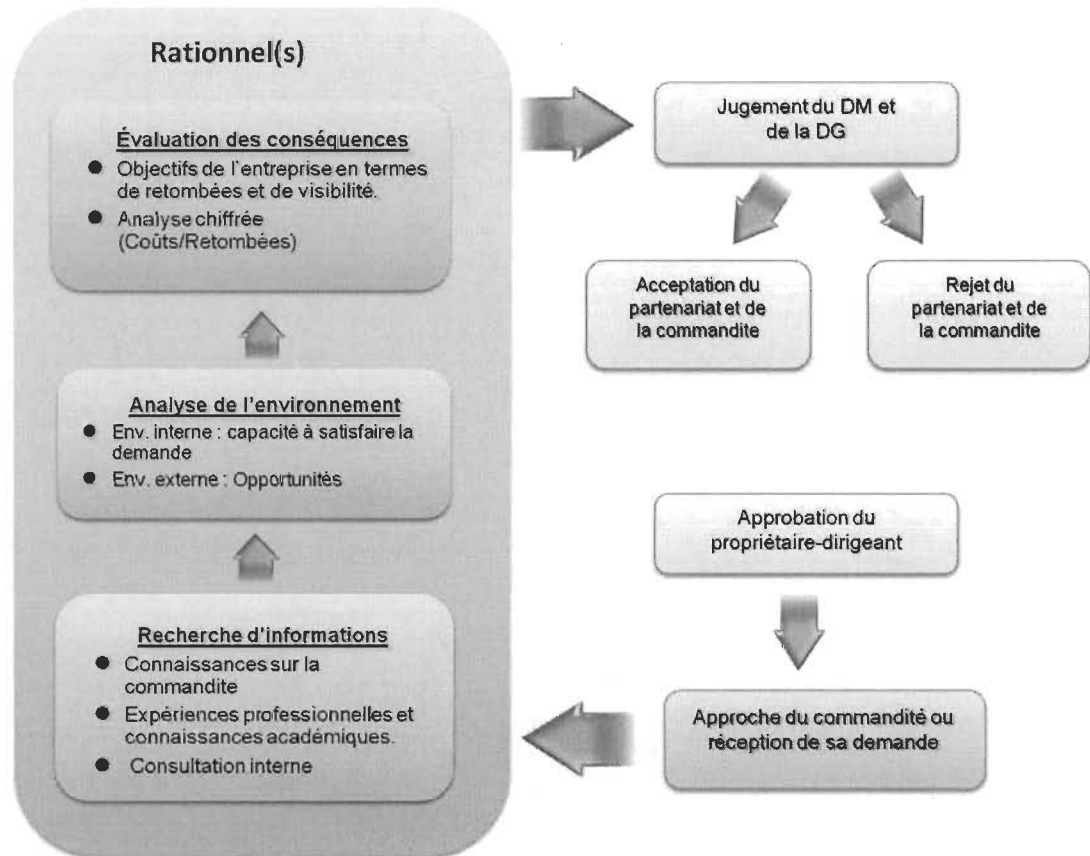 Rationnel(s)
Évaluation des conséquences
● Objectifs de l'entreprise en termes
de retombées et de visibilité.
● Analyse chiffrée
(Coûts/Retombées)
Analyse de l'environnement
● Env. interne : capacité à satisfaire la
demande
● Env. externe : Opportunités
Recherche d'informations
● Connaissances sur la
commandite
● Expériences professionnelles et
connaissances académiques.
● Consultation interne
Jugement du DM et
de la DG
Acceptation du
partenariat et de
la commandite
Rejet du
partenariat et de
la commandite
Approbation du
propriétaire-dirigeant
Approche du commandité ou
réception de sa demande